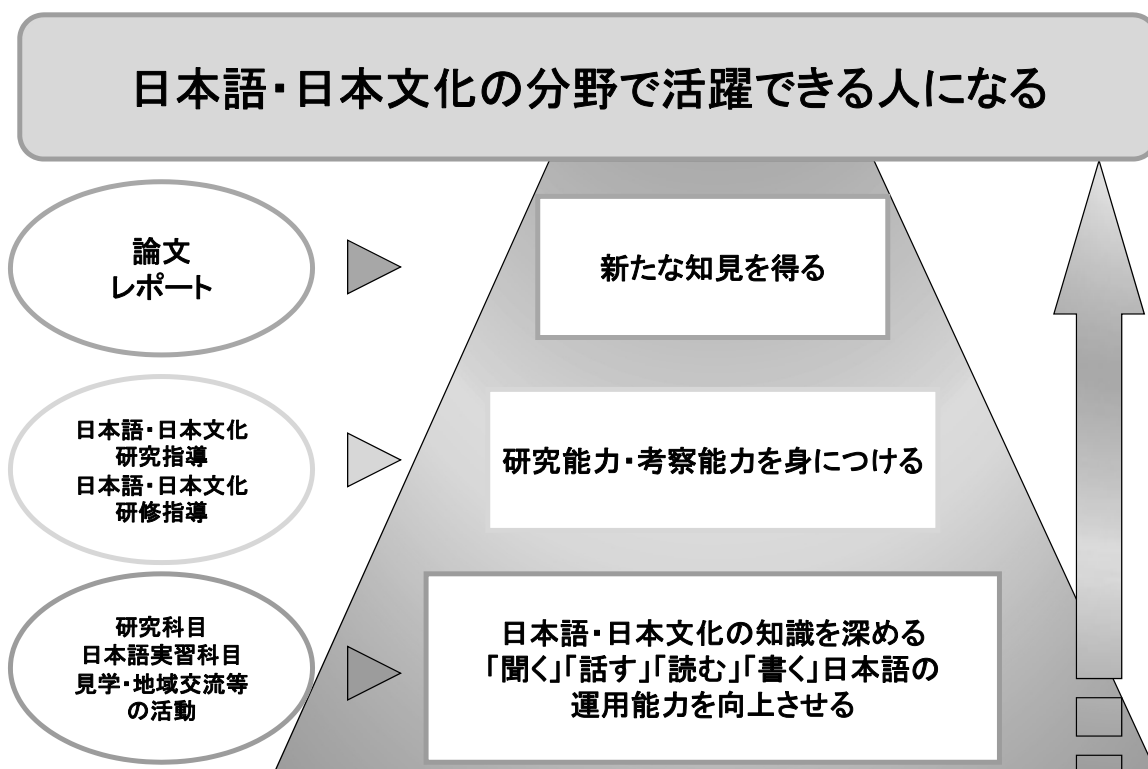 日本語・日本文化の分野で活躍できる人になる
論文
レポート
新たな知見を得る
日本語・日本文化
研究指導
日本語・日本文化
研修指導
研究能力・考察能力を身につける
研究科目
日本語実習科目
見学・地域交流等
の活動
日本語・日本文化の知識を深める
「聞く」「話す」「読む」「書く」日本語の
運用能力を向上させる